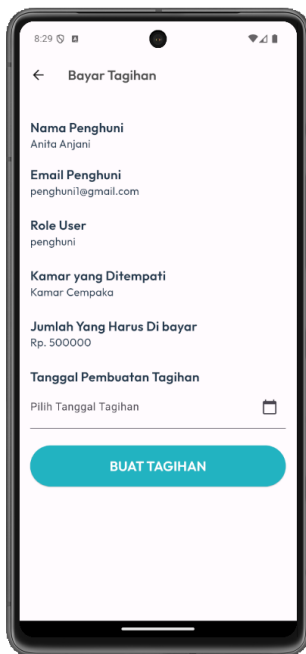 8:29
Bayar Tagihan
Nama Penghuni
Anita Anjani
Email Penghuni
penghuni1@gmail.com
Role User
penghuni
Kamar yang Ditempati
Kamar Cempaka
Jumlah Yang Harus Di bayar
Rp. 500000
Tanggal Pembuatan Tagihan
Pilih Tanggal Tagihan
BUAT TAGIHAN